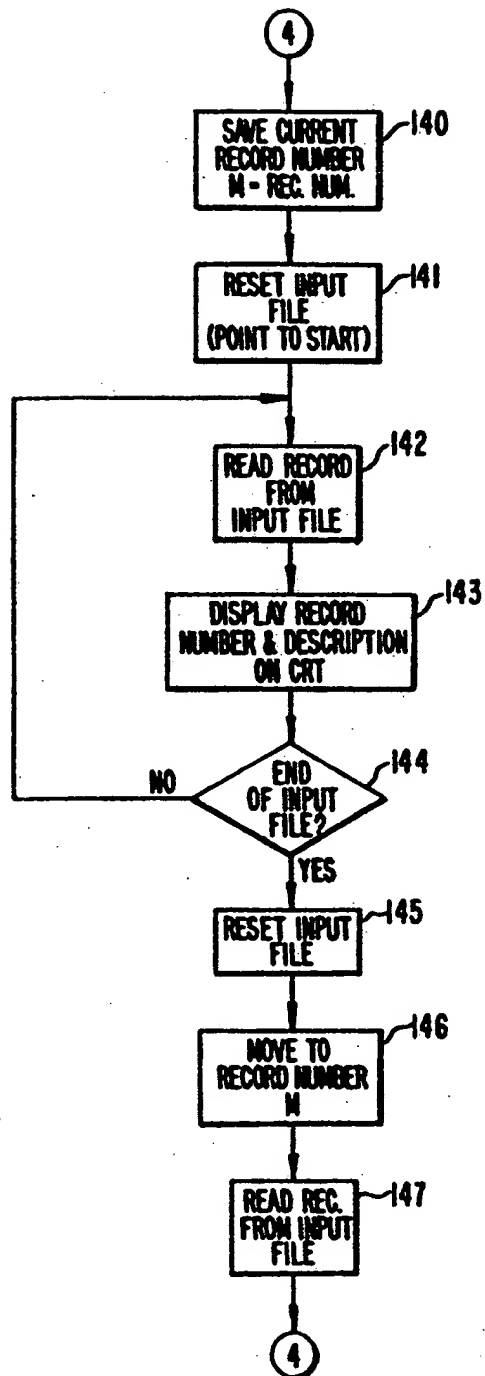 4
SAVE CURRENT
RECORD NUMBER
M - REC. NUM.
140
RESET INPUT
FILE
(POINT TO START)
141
READ RECORD
FROM
INPUT FILE
142
DISPLAY RECORD
NUMBER & DESCRIPTION
ON CRT
143
END
OF INPUT
FILE?
144
NO
YES
RESET INPUT
FILE
145
MOVE TO
RECORD NUMBER
M
146
READ REC.
FROM INPUT
FILE
147
4